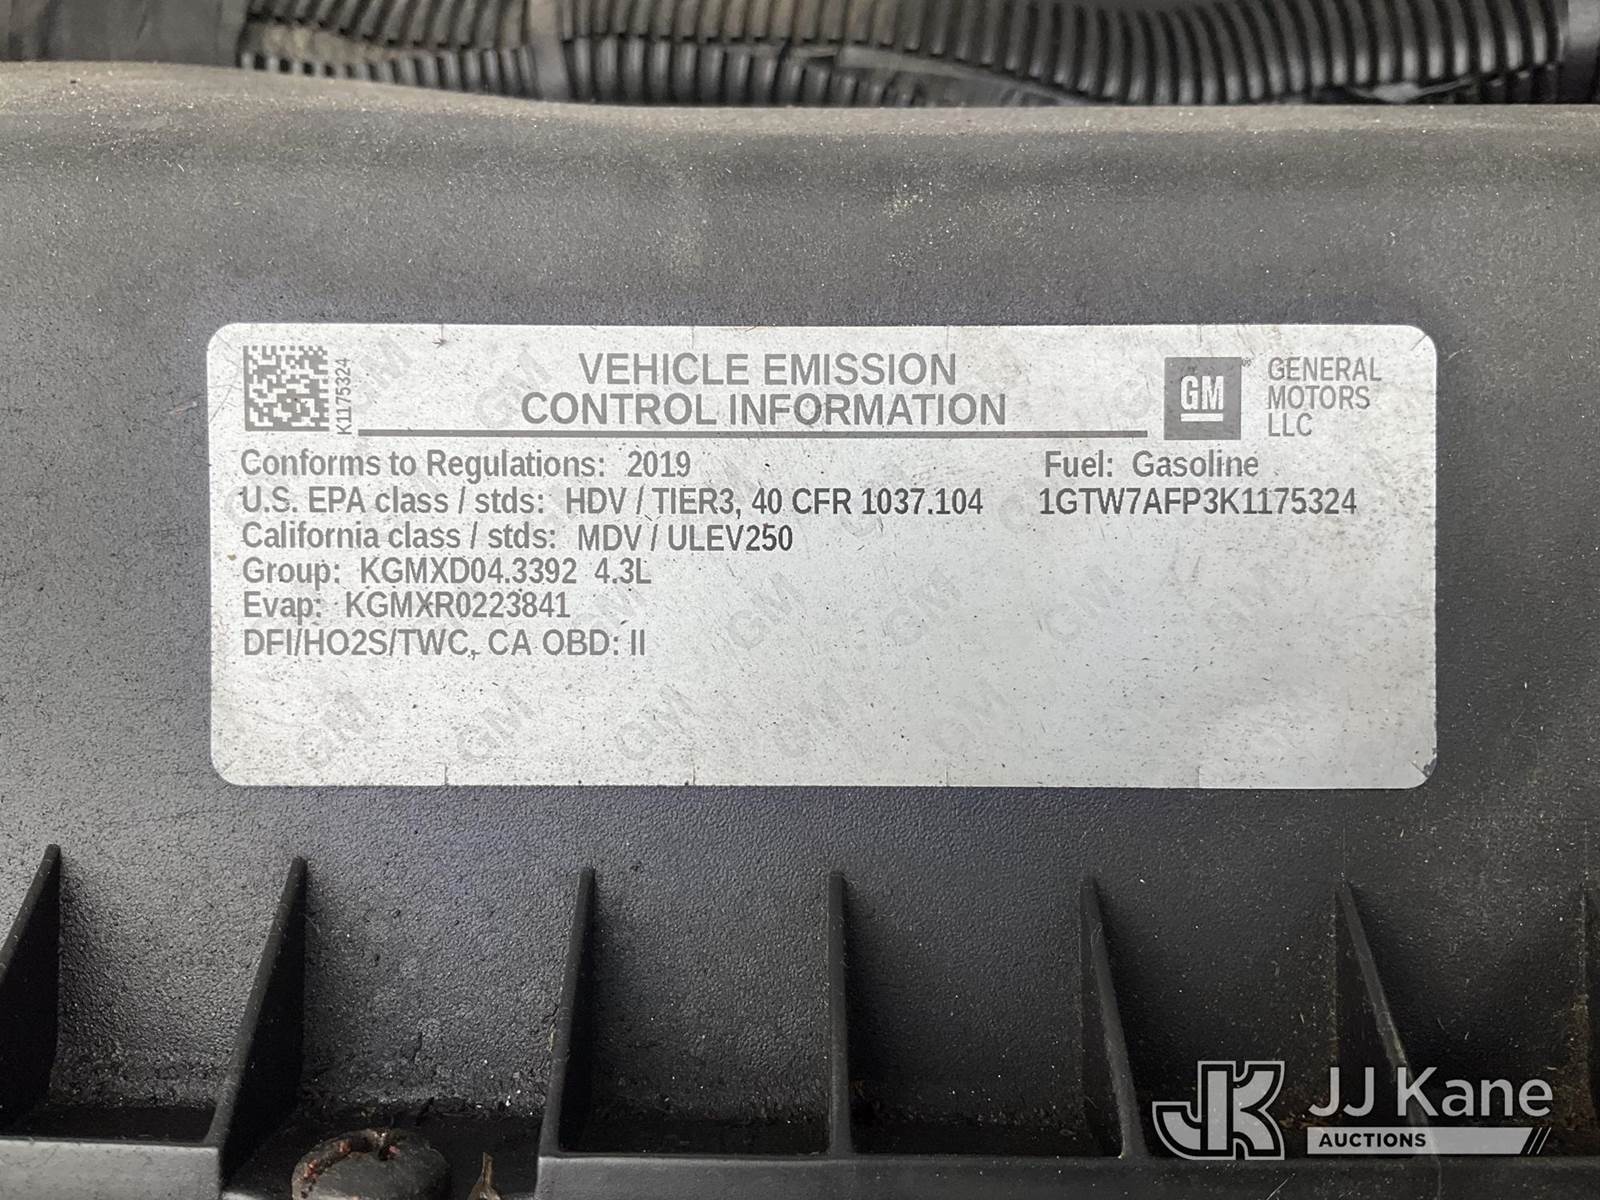 K1175324
VEHICLE EMISSION
CONTROL INFORMATION
GM
GENERAL
MOTORS
LLC
Conforms to Regulations: 2019
Fuel: Gasoline
U.S. EPA class / stds: HDV / TIER3, 40 CFR 1037.104
1GTW7AFP3K1175324
California class / stds: MDV / ULEV250
Group: KGMXD04.3392 4.3L
Evap: KGMXR0223841
DFI/HO2S/TWC, CA OBD: II
JK
JJ Kane
AUCTIONS